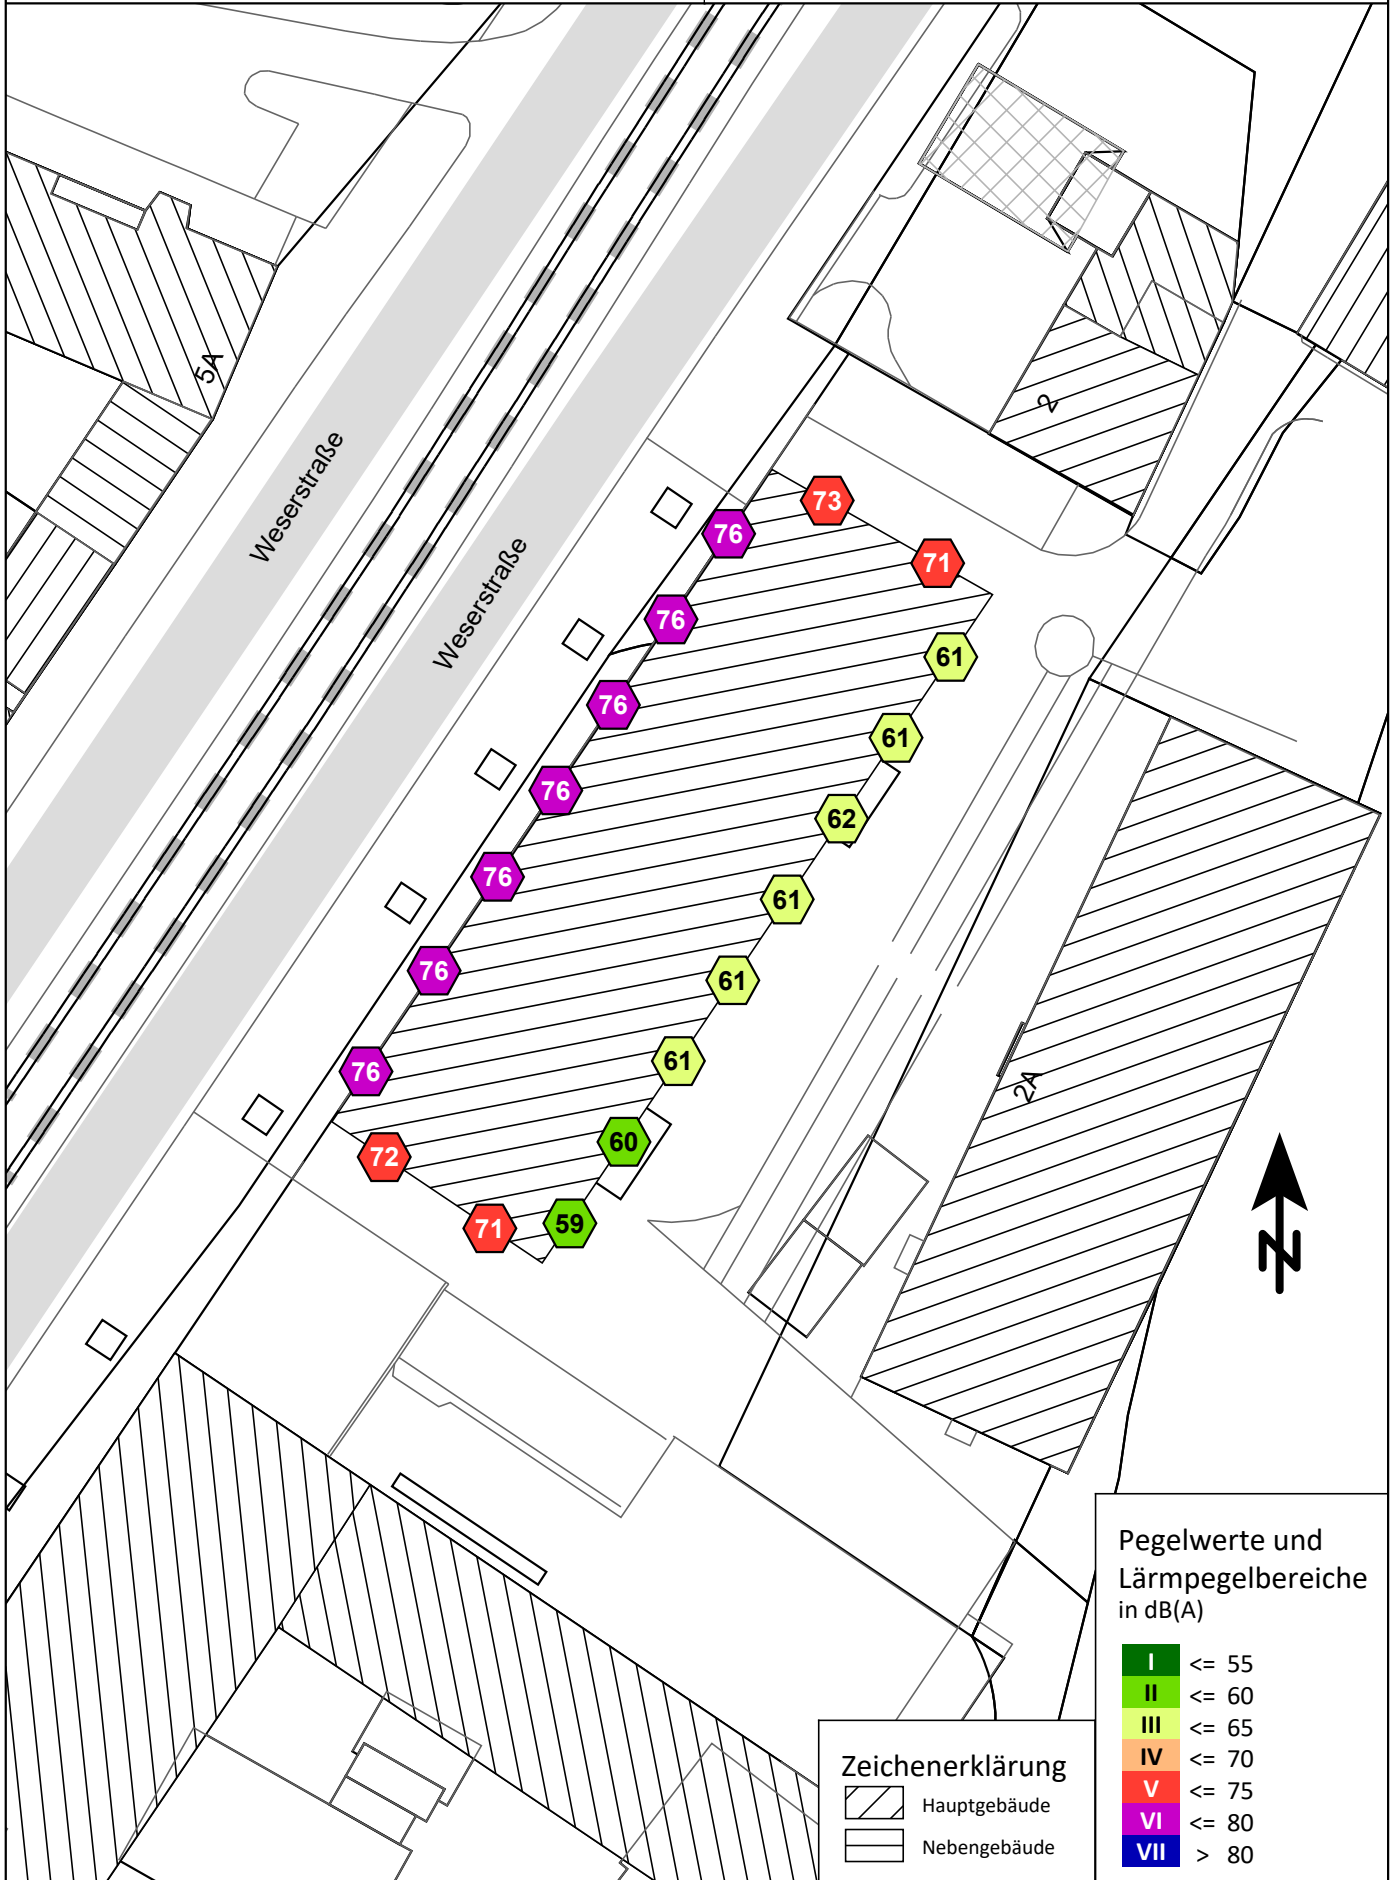 5A
2
Weserstraße
Weserstraße
73
76
71
76
61
76
61
76
62
76
61
76
61
76
61
60
72
59
71
2A
N
Pegelwerte und
Lärmpegelbereiche
in dB(A)
I <= 55
II <= 60
III <= 65
IV <= 70
V <= 75
VI <= 80
VII > 80
Zeichenerklärung
Hauptgebäude
Nebengebäude